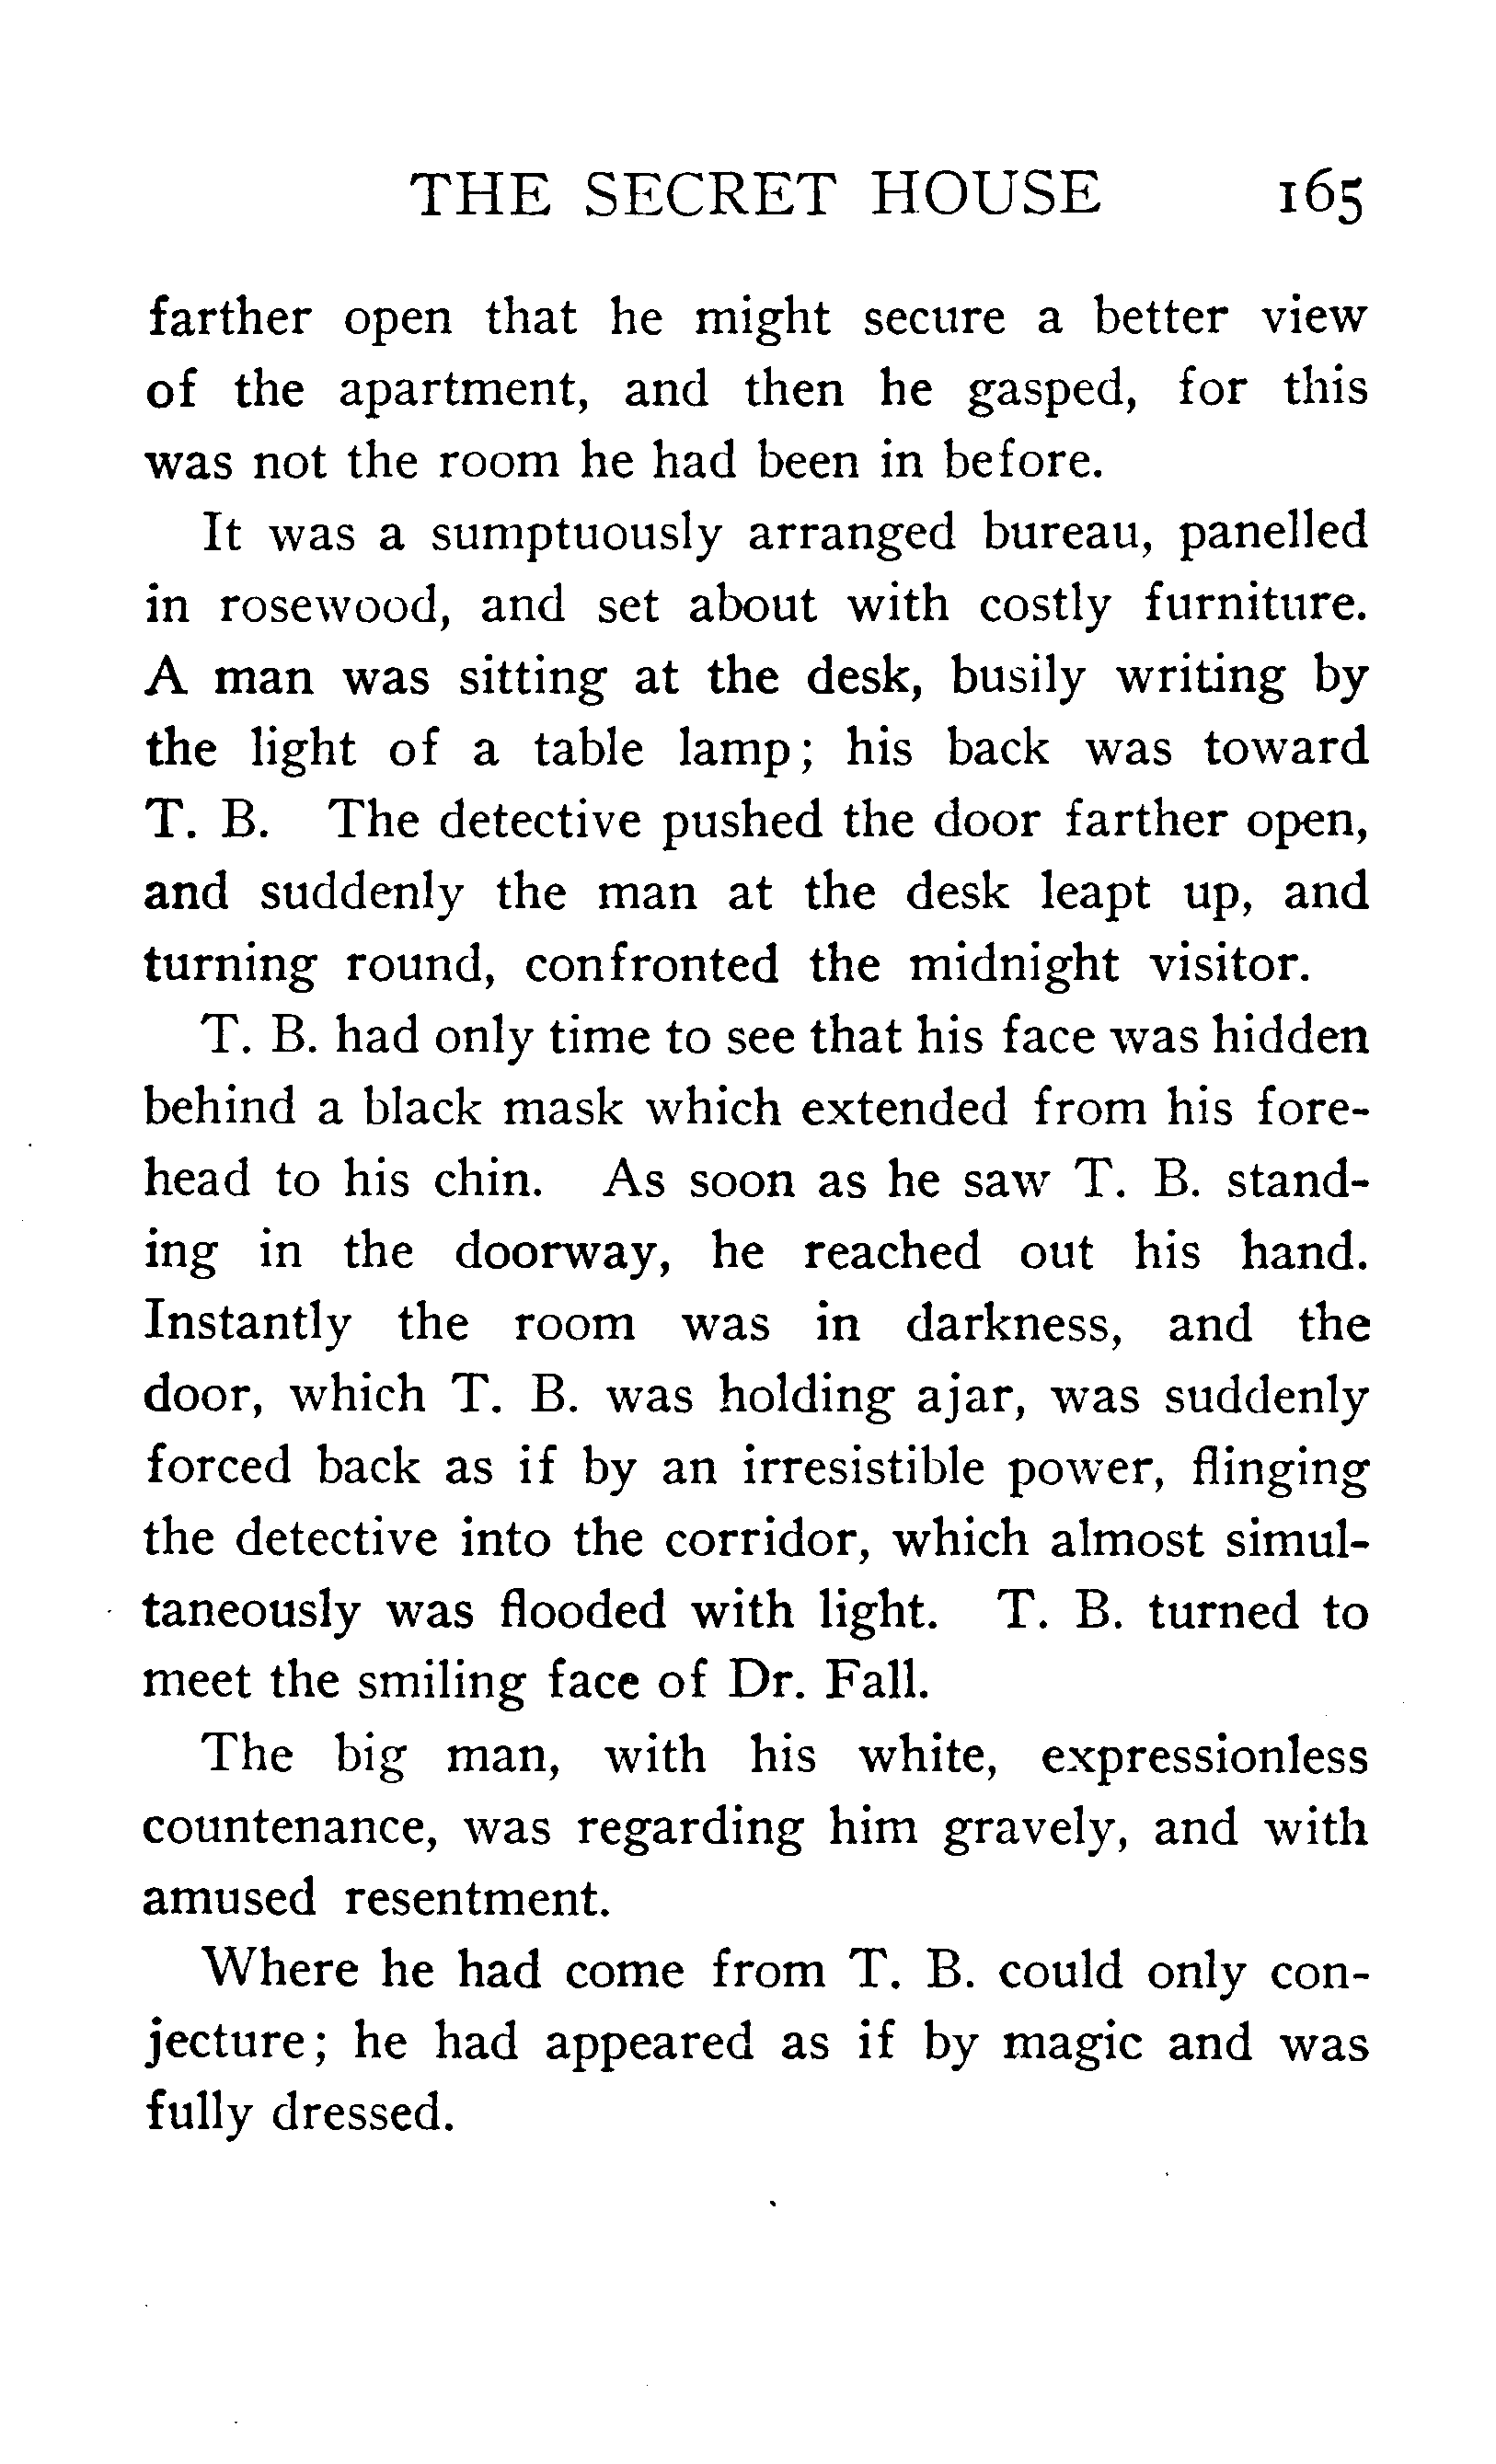 THE SECRET HOUSE 165
farther open that he might secure a better view
of the apartment, and then he gasped, for this
was not the room he had been in before.
It was a sumptuously arranged bureau, panelled
in rosewood, and set about with costly furniture.
A man was sitting at the desk, busily writing by
the light of a table lamp; his back was toward
T. B. The detective pushed the door farther open,
and suddenly the man at the desk leapt up, and
turning round, confronted the midnight visitor.
T. B. had only time to see that his face was hidden
behind a black mask which extended from his fore-
head to his chin. As soon as he saw T. B. stand-
ing in the doorway, he reached out his hand.
Instantly the room was in darkness, and the
door, which T. B. was holding ajar, was suddenly
forced back as if by an irresistible power, flinging
the detective into the corridor, which almost simul-
taneously was flooded with light. T. B. turned to
meet the smiling face of Dr. Fall.
The big man, with his white, expressionless
countenance, was regarding him gravely, and with
amused resentment.
Where he had come from T. B. could only con-
jecture; he had appeared as if by magic and was
fully dressed.